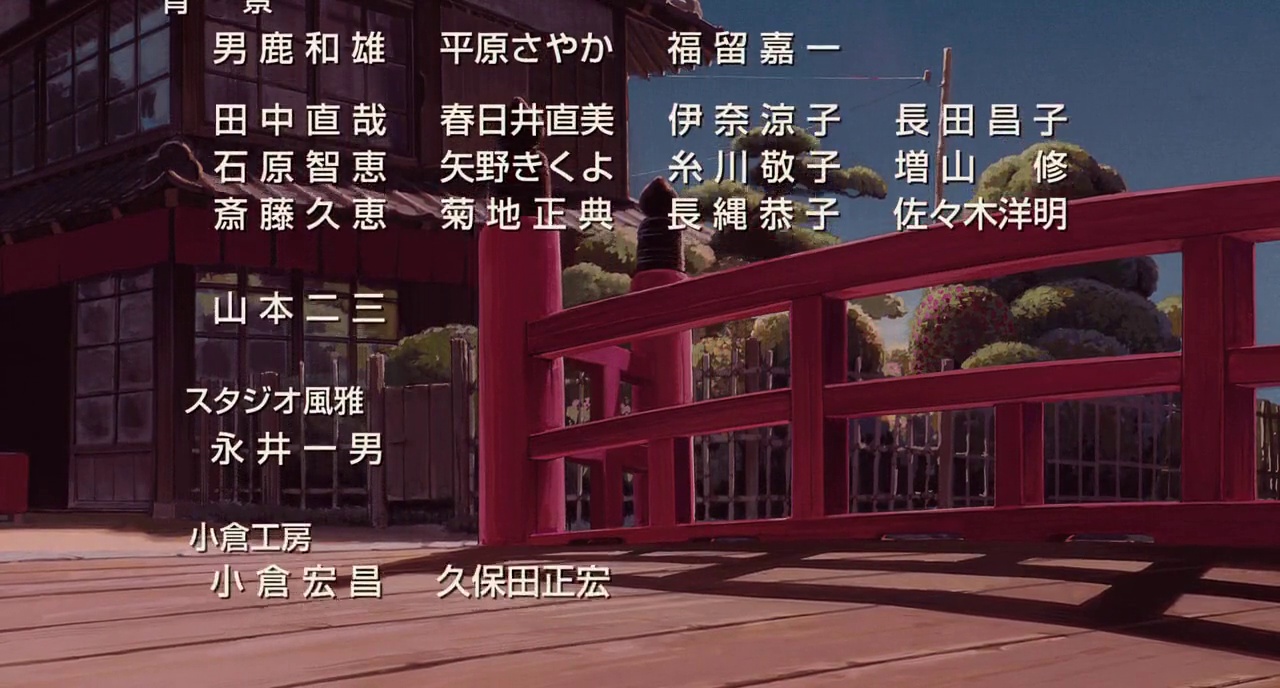 背景
男鹿和雄 平原さやか 福留嘉一
田中直哉 春日井直美 伊奈涼子 長田昌子
石原智恵 矢野きくよ 糸川敬子 増山 修
斎藤久恵 菊地正典 長縄恭子 佐々木洋明
山本二三
スタジオ風雅
永井一男
小倉工房
小倉宏昌 久保田正宏